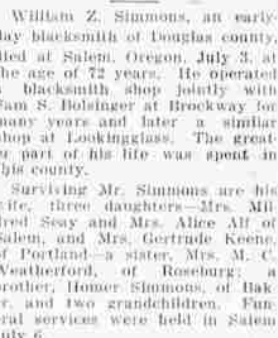 William Z. Simmons, an early
day blacksmith of Douglas county,
died at Salem, Oregon, July 3, at
the age of 72 years. He operated
a blacksmith shop jointly with
Sam S. Bolsinger at Brockway for
many years and later a similar
shop at Lookingglass. The great-
er part of his life was spent in
this county.
Surviving Mr. Simmons are his
wife, three daughters—Mrs. Mil
dred Seay and Mrs. Alice Alf of
Salem, and Mrs. Gertrude Keene,
of Portland—a sister, Mrs. M. C.
Weatherford, of Roseburg; a
brother, Homer Simmons, of Bak
er, and two grandchildren. Fun-
eral services were held in Salem
July 6.